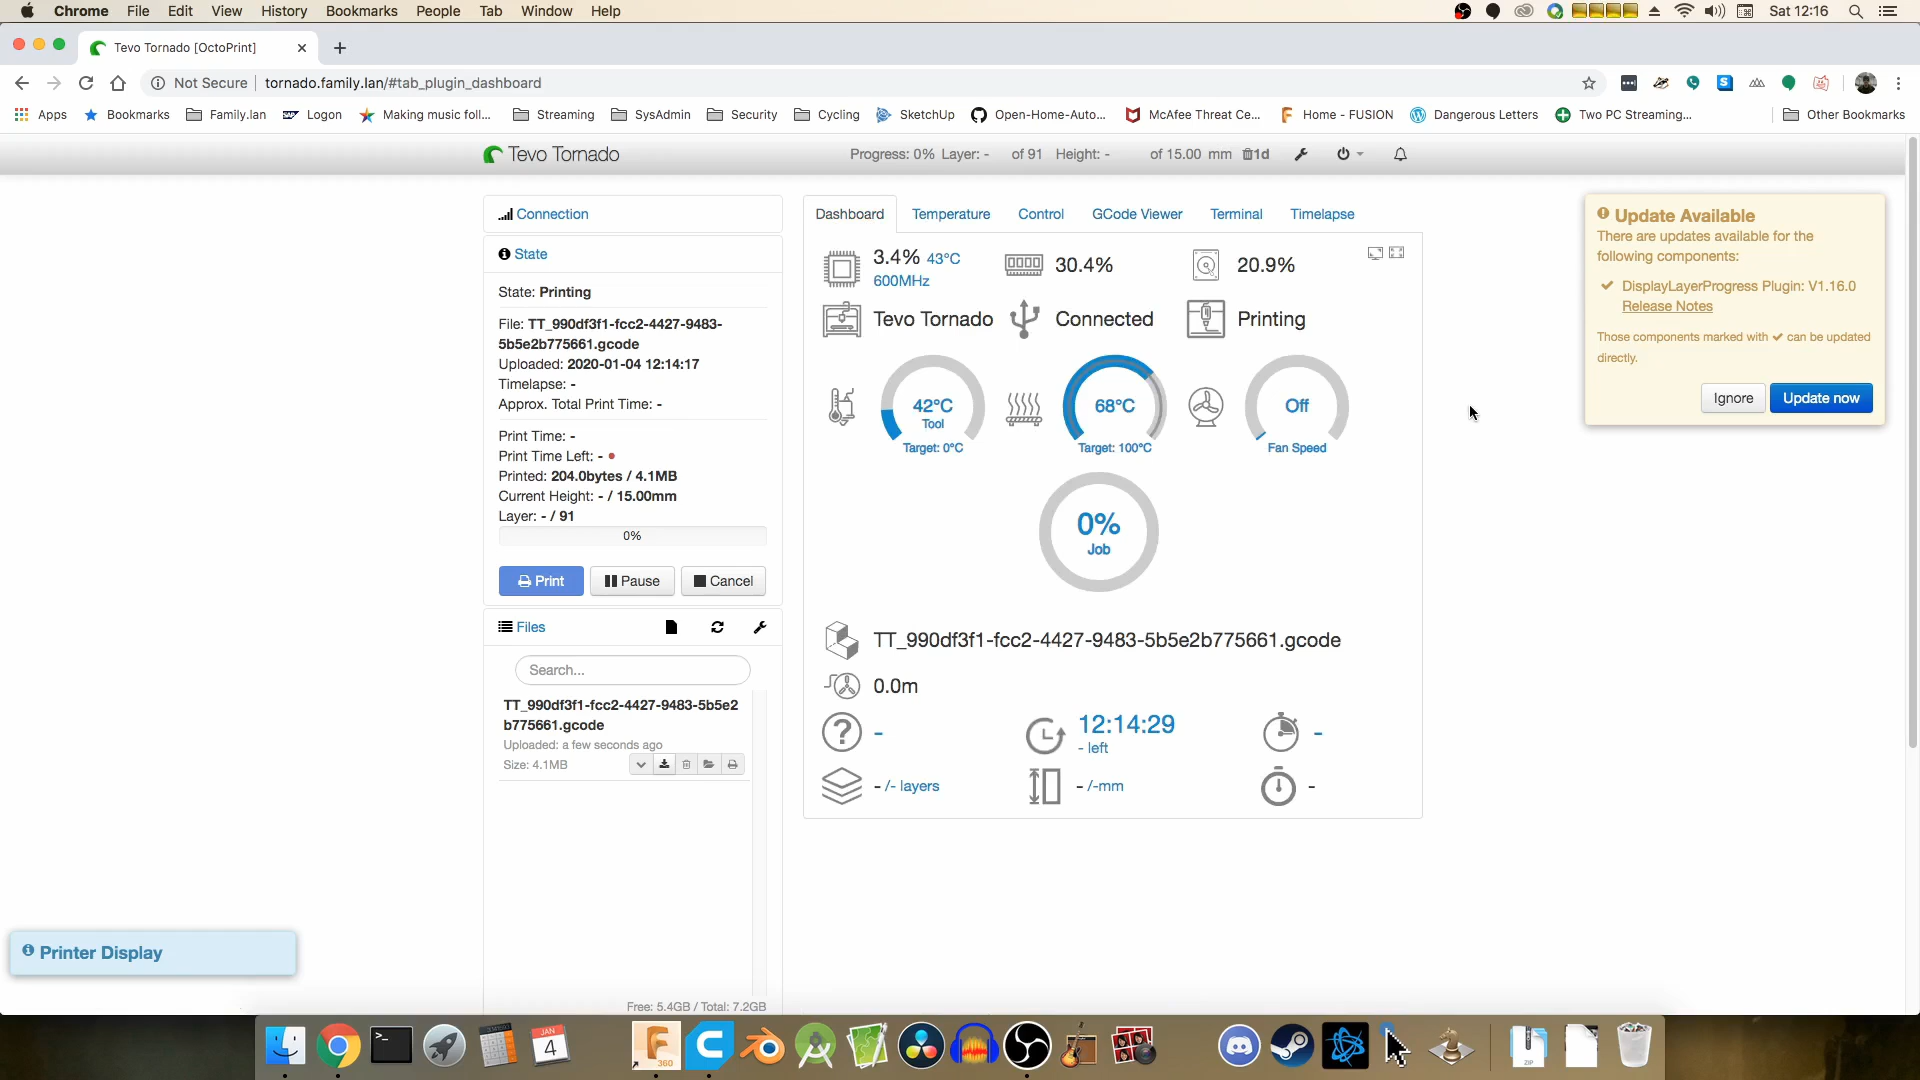 Chrome File Edit View History Bookmarks People Tab Window Help
Sat 12:16
Tevo Tornado [OctoPrint]
Not Secure tornado.family.lan/#tab_plugin_dashboard
Apps Bookmarks Family.lan Logon Making music foll... Streaming SysAdmin Security Cycling SketchUp Open-Home-Auto... McAfee Threat Ce... Home - FUSION Dangerous Letters Two PC Streaming... Other Bookmarks
Tevo Tornado
Progress: 0% Layer: - of 91 Height: - of 15.00 mm 1d
Connection
State
State: Printing
File: TT_990df3f1-fcc2-4427-9483-
5b5e2b775661.gcode
Uploaded: 2020-01-04 12:14:17
Timelapse: -
Approx. Total Print Time: -
Print Time: -
Print Time Left: -
Printed: 204.0bytes / 4.1MB
Current Height: - / 15.00mm
Layer: - / 91
0%
Print Pause Cancel
Files
Search...
TT_990df3f1-fcc2-4427-9483-5b5e2
b775661.gcode
Uploaded: a few seconds ago
Size: 4.1MB
Free: 5.4GB / Total: 7.2GB
Dashboard Temperature Control GCode Viewer Terminal Timelapse
3.4% 43°C
600MHz
30.4%
20.9%
Tevo Tornado
Connected
Printing
42°C
Tool
Target: 0°C
68°C
Target: 100°C
Off
Fan Speed
0%
Job
TT_990df3f1-fcc2-4427-9483-5b5e2b775661.gcode
0.0m
-
12:14:29
- left
-
- /- layers
- /-mm
-
Update Available
There are updates available for the
following components:
DisplayLayerProgress Plugin: V1.16.0
Release Notes
Those components marked with ✔ can be updated
directly.
Ignore Update now
Printer Display
JAN
4
360
ZIP